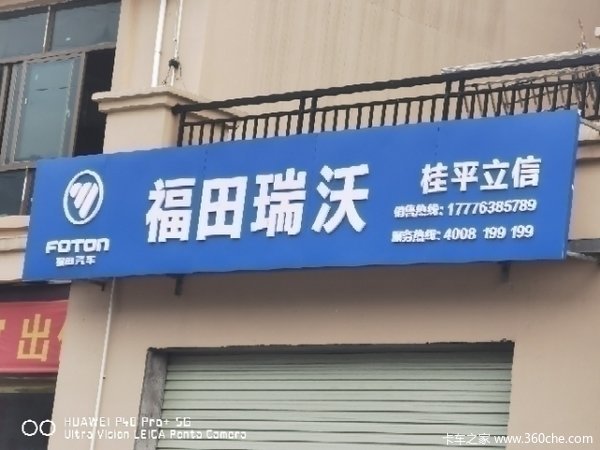 福田瑞沃
桂平立信
销售热线: 17776385789
服务热线: 4008 199 199
FOTON
福田汽车
出
HUAWEI P40 Pro+ 5G
Ultra Vision LEICA Penta Camera
卡车之家 www.360che.com